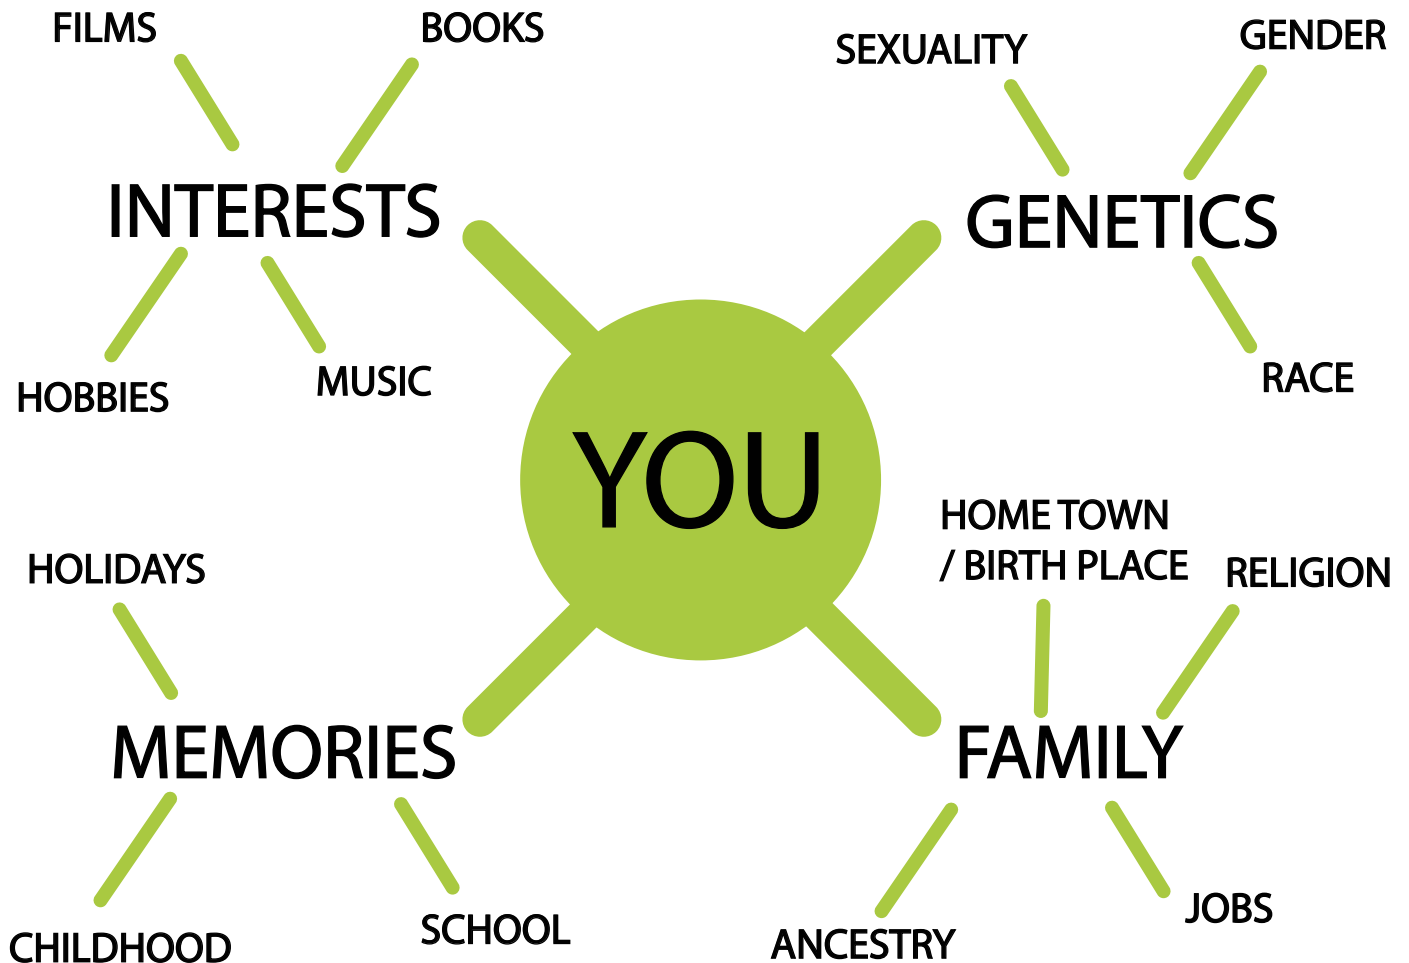 FILMS
BOOKS
INTERESTS
HOBBIES
MUSIC
SEXUALITY
GENDER
GENETICS
RACE
YOU
HOLIDAYS
MEMORIES
CHILDHOOD
SCHOOL
HOME TOWN
/ BIRTH PLACE
RELIGION
FAMILY
ANCESTRY
JOBS